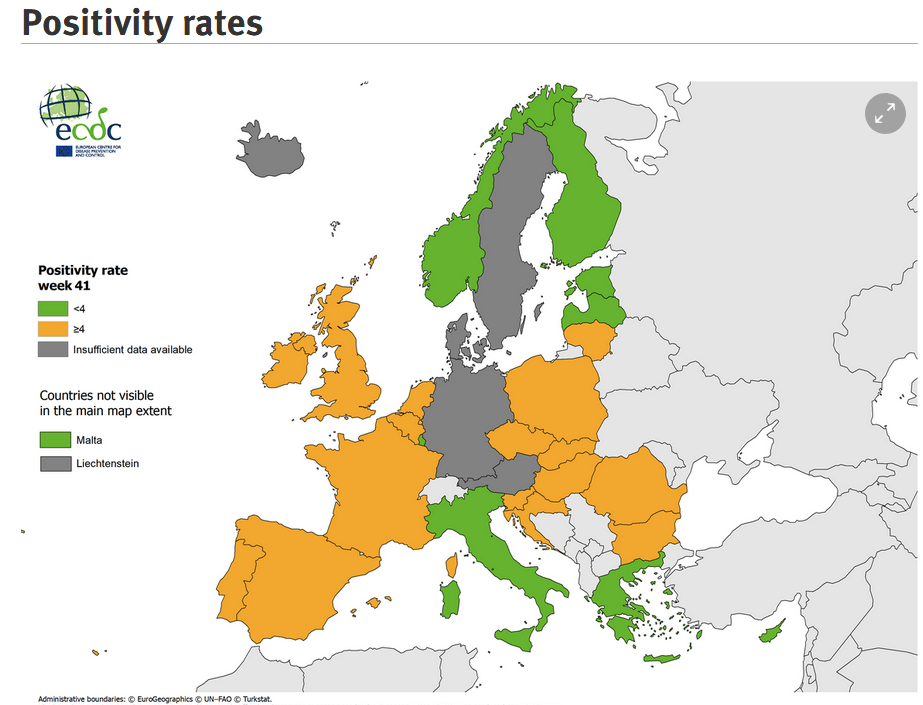 Positivity rates
ecdc
EUROPEAN CENTRE FOR
DISEASE PREVENTION
AND CONTROL
Positivity rate
week 41
<4
≥4
Insufficient data available
Countries not visible
in the main map extent
Malta
Liechtenstein
Administrative boundaries: © EuroGeographics © UN–FAO © Turkstat.